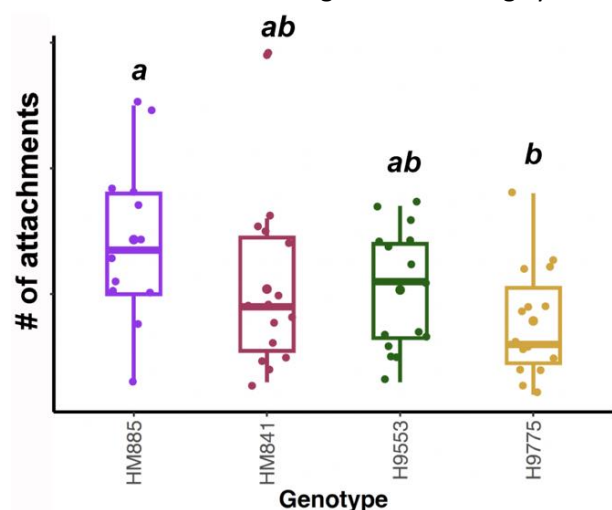 ab
a
ab
b
# of attachments
HM885
HM841
H9553
H9775
Genotype